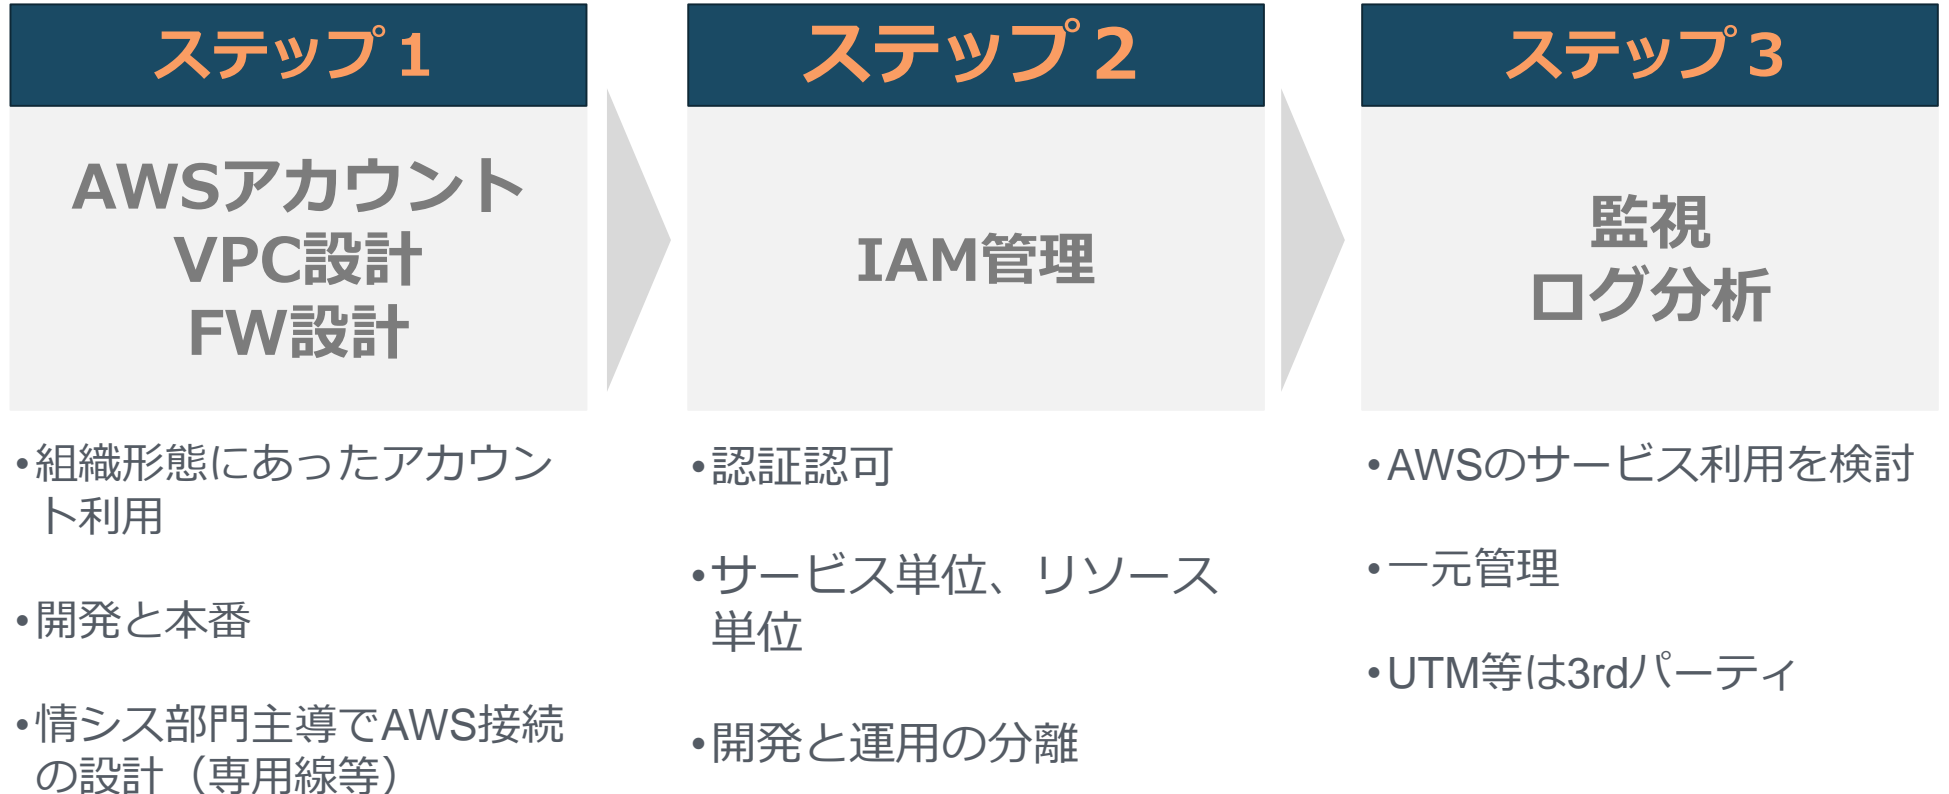 ステップ1
AWSアカウント
VPC設計
FW設計
•組織形態にあったアカウン
ト利用
•開発と本番
•情シス部門主導でAWS接続
の設計（専用線等）
ステップ2
IAM管理
•認証認可
•サービス単位、リソース
単位
•開発と運用の分離
ステップ3
監視
ログ分析
•AWSのサービス利用を検討
•一元管理
•UTM等は3rdパーティ